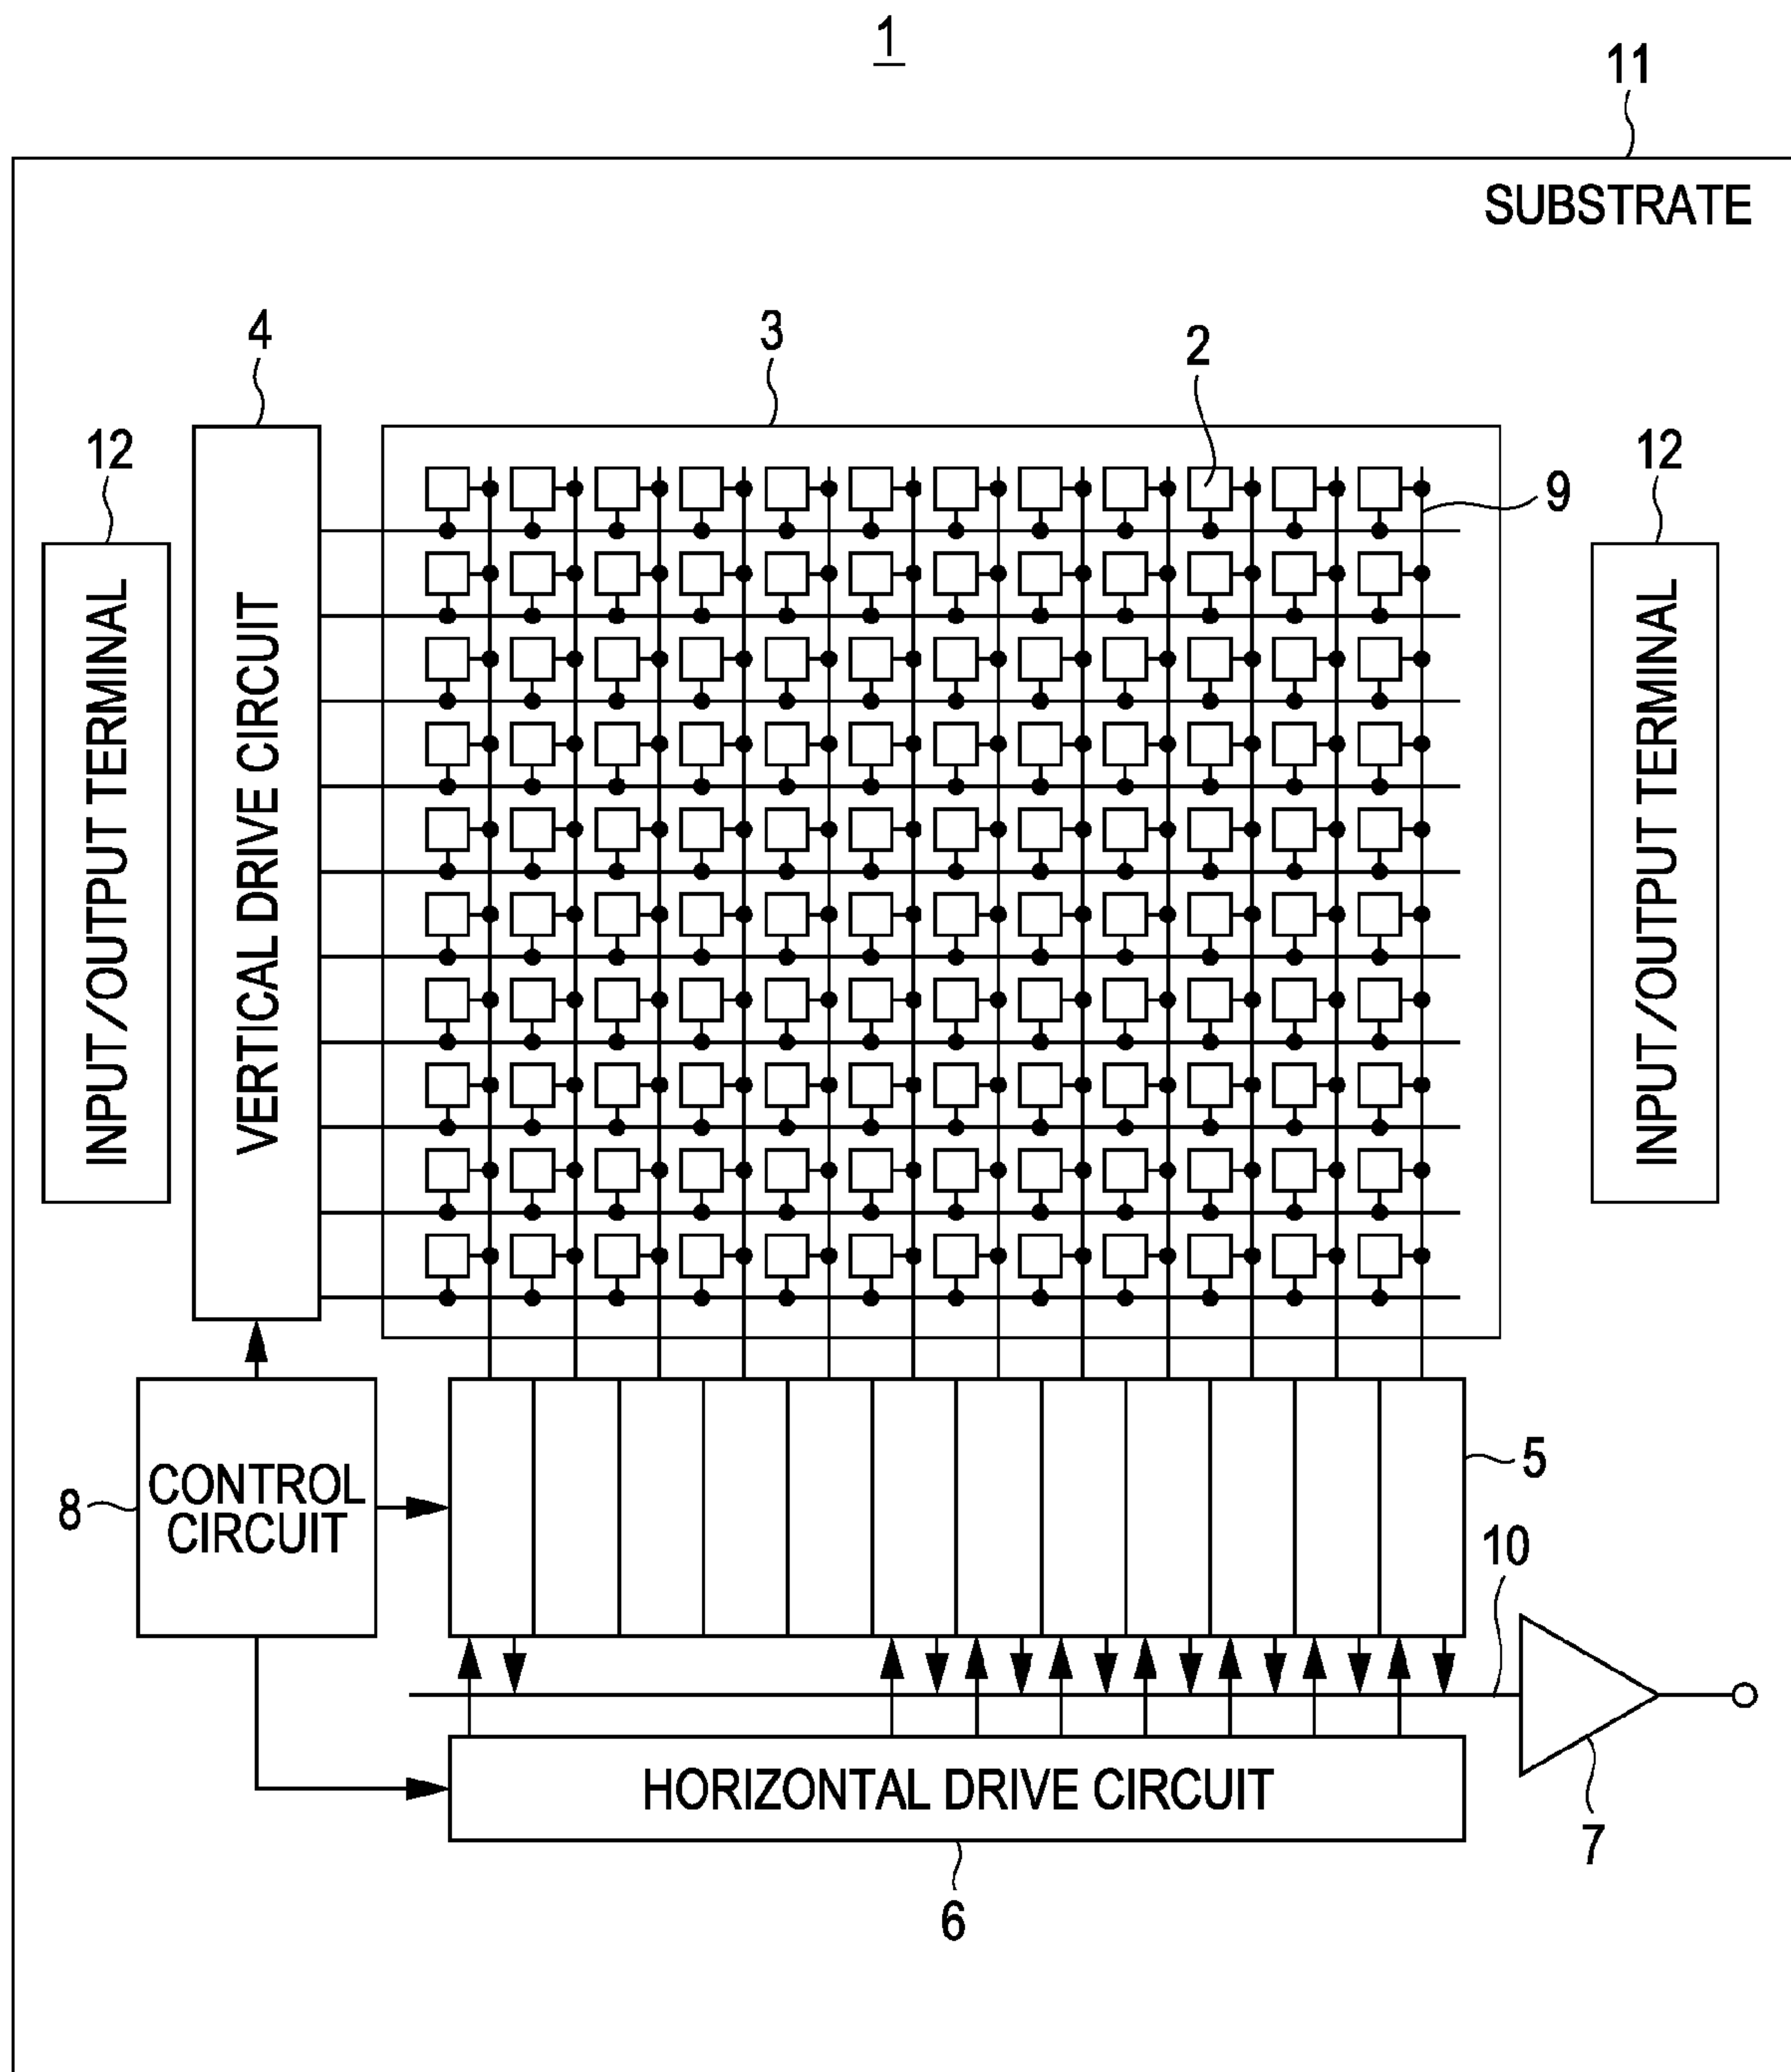 1
11
SUBSTRATE
4
3
2
12
12
9
INPUT/OUTPUT TERMINAL
VERTICAL DRIVE CIRCUIT
INPUT/OUTPUT TERMINAL
8
CONTROL
CIRCUIT
5
10
HORIZONTAL DRIVE CIRCUIT
7
6